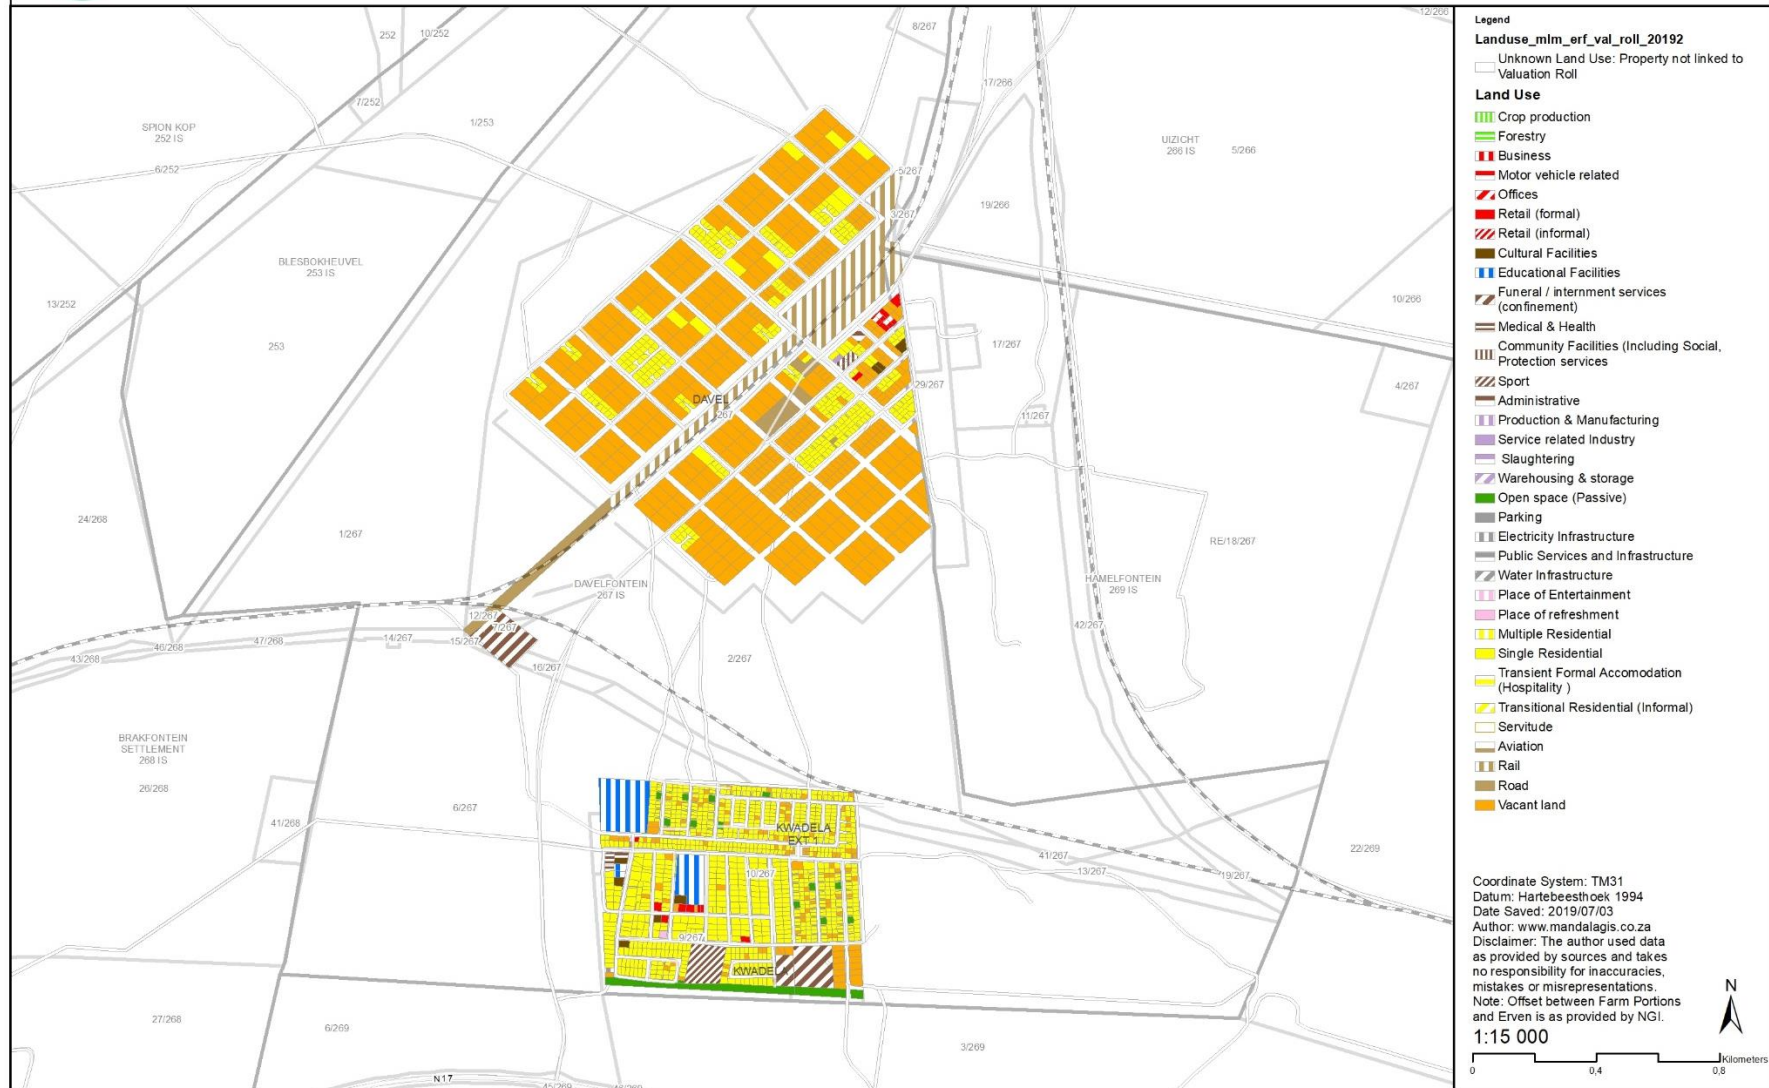 252
10/252
8/267
12/266
7/252
17/266
1/253
SPION KOP
252 IS
UIZICHT
266 IS
5/266
6/252
5/267
19/266
3/267
BLESBOKHEUVEL
253 IS
13/252
10/266
253
17/267
29/267
4/267
DAVEL
267
11/267
24/268
1/267
RE/18/267
DAVELFONTEIN
267 IS
HAMELFONTEIN
269 IS
12/267
7/267
42/267
14/267
15/267
47/268
46/268
43/268
16/267
2/267
BRAKFONTEIN
SETTLEMENT
268 IS
26/268
6/267
41/268
KWADELA
EXT 1
22/269
41/267
13/267
10/267
19/267
9/267
KWADELA
27/268
6/269
3/269
N17
45/269
Legend
Landuse_mlm_erf_val_roll_20192
Unknown Land Use: Property not linked to
Valuation Roll
Land Use
Crop production
Forestry
Business
Motor vehicle related
Offices
Retail (formal)
Retail (informal)
Cultural Facilities
Educational Facilities
Funeral / internment services
(confinement)
Medical & Health
Community Facilities (Including Social,
Protection services
Sport
Administrative
Production & Manufacturing
Service related Industry
Slaughtering
Warehousing & storage
Open space (Passive)
Parking
Electricity Infrastructure
Public Services and Infrastructure
Water Infrastructure
Place of Entertainment
Place of refreshment
Multiple Residential
Single Residential
Transient Formal Accomodation
(Hospitality )
Transitional Residential (Informal)
Servitude
Aviation
Rail
Road
Vacant land
Coordinate System: TM31
Datum: Hartebeesthoek 1994
Date Saved: 2019/07/03
Author: www.mandalagis.co.za
Disclaimer: The author used data
as provided by sources and takes
no responsibility for inaccuracies,
mistakes or misrepresentations.
Note: Offset between Farm Portions
and Erven is as provided by NGI.
N
1:15 000
Kilometers
0 0,4 0,8